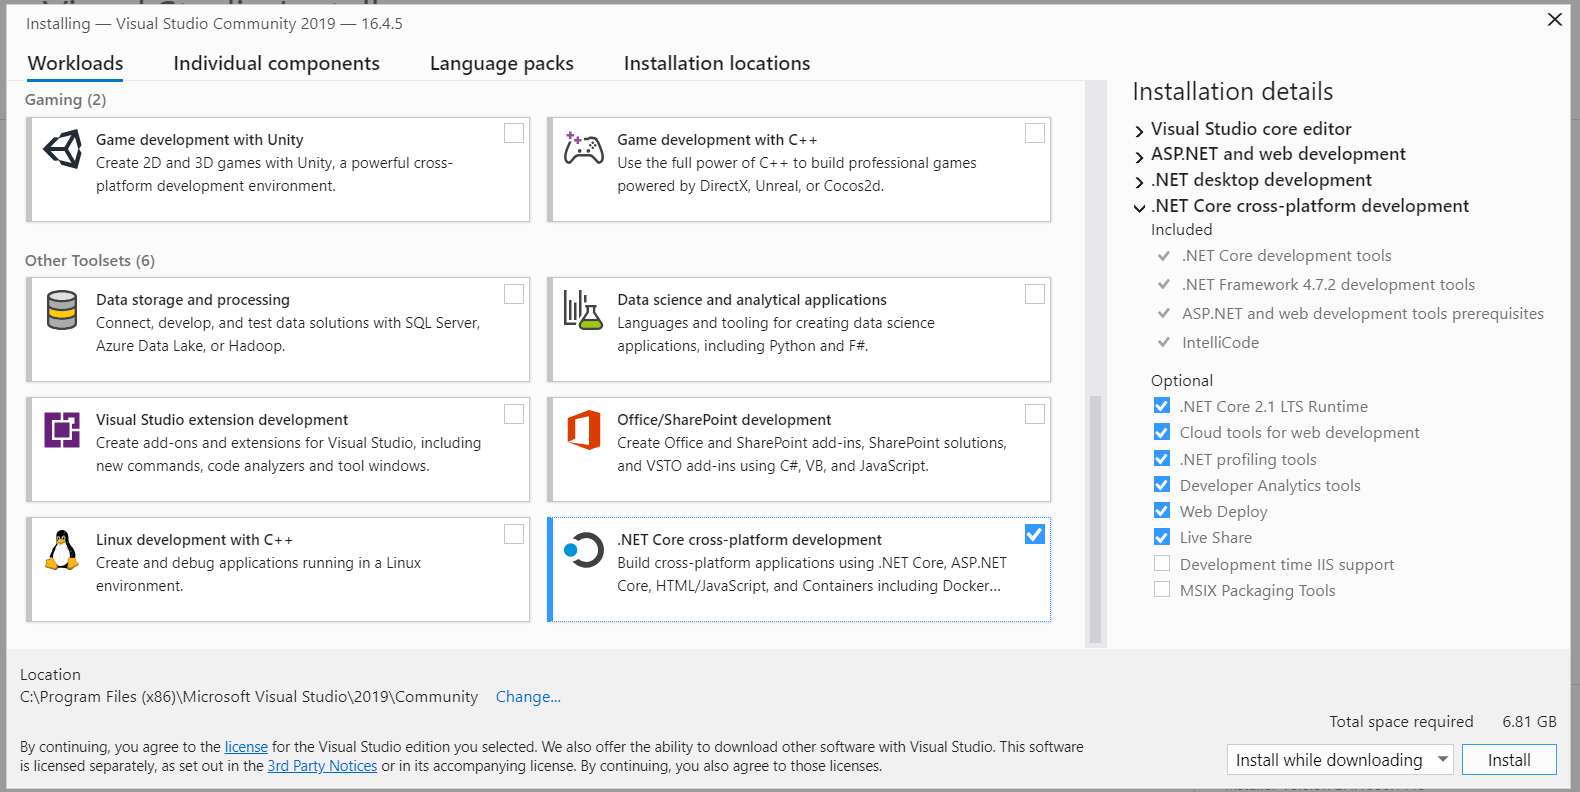 Installing — Visual Studio Community 2019 — 16.4.5
Workloads
Individual components
Language packs
Installation locations
Gaming (2)
Game development with Unity
Create 2D and 3D games with Unity, a powerful cross-
platform development environment.
Game development with C++
Use the full power of C++ to build professional games
powered by DirectX, Unreal, or Cocos2d.
Other Toolsets (6)
Data storage and processing
Connect, develop, and test data solutions with SQL Server,
Azure Data Lake, or Hadoop.
Data science and analytical applications
Languages and tooling for creating data science
applications, including Python and F#.
Visual Studio extension development
Create add-ons and extensions for Visual Studio, including
new commands, code analyzers and tool windows.
Office/SharePoint development
Create Office and SharePoint add-ins, SharePoint solutions,
and VSTO add-ins using C#, VB, and JavaScript.
Linux development with C++
Create and debug applications running in a Linux
environment.
.NET Core cross-platform development
Build cross-platform applications using .NET Core, ASP.NET
Core, HTML/JavaScript, and Containers including Docker...
Installation details
Visual Studio core editor
ASP.NET and web development
.NET desktop development
.NET Core cross-platform development
Included
.NET Core development tools
.NET Framework 4.7.2 development tools
ASP.NET and web development tools prerequisites
IntelliCode
Optional
.NET Core 2.1 LTS Runtime
Cloud tools for web development
.NET profiling tools
Developer Analytics tools
Web Deploy
Live Share
Development time IIS support
MSIX Packaging Tools
Location
C:\Program Files (x86)\Microsoft Visual Studio\2019\Community Change...
Total space required 6.81 GB
By continuing, you agree to the license for the Visual Studio edition you selected. We also offer the ability to download other software with Visual Studio. This software
is licensed separately, as set out in the 3rd Party Notices or in its accompanying license. By continuing, you also agree to those licenses.
Install while downloading
Install